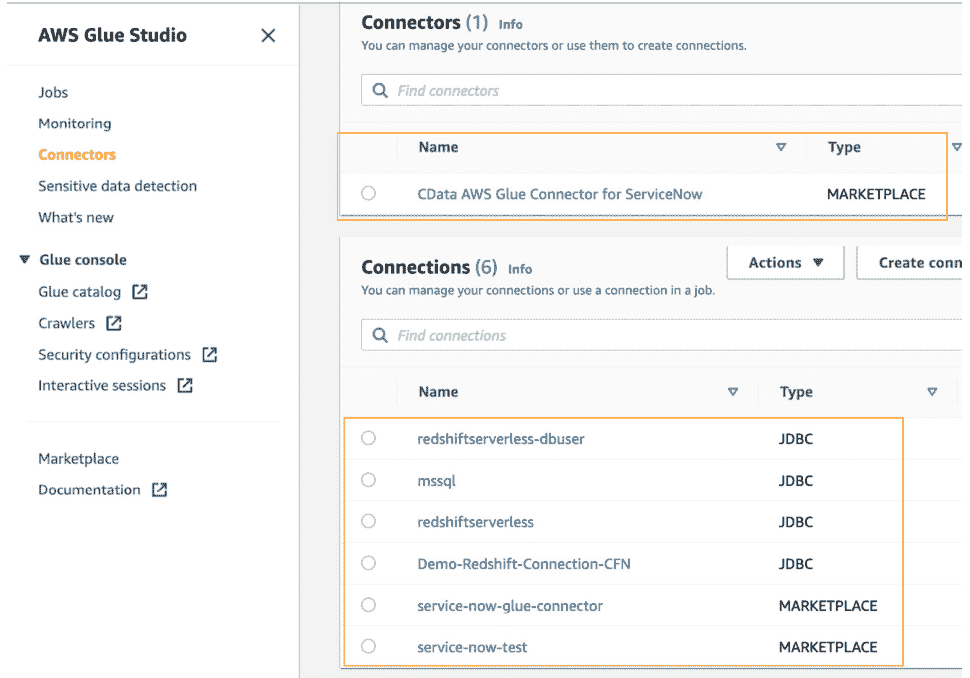 AWS Glue Studio
Jobs
Monitoring
Connectors
Sensitive data detection
What's new
Glue console
Glue catalog
Crawlers
Security configurations
Interactive sessions
Marketplace
Documentation
Connectors (1) Info
You can manage your connectors or use them to create connections.
Find connectors
Name Type
CData AWS Glue Connector for ServiceNow MARKETPLACE
Connections (6) Info
Actions Create conn
You can manage your connections or use a connection in a job.
Find connections
Name Type
redshiftserverless-dbuser JDBC
mssql JDBC
redshiftserverless JDBC
Demo-Redshift-Connection-CFN JDBC
service-now-glue-connector MARKETPLACE
service-now-test MARKETPLACE